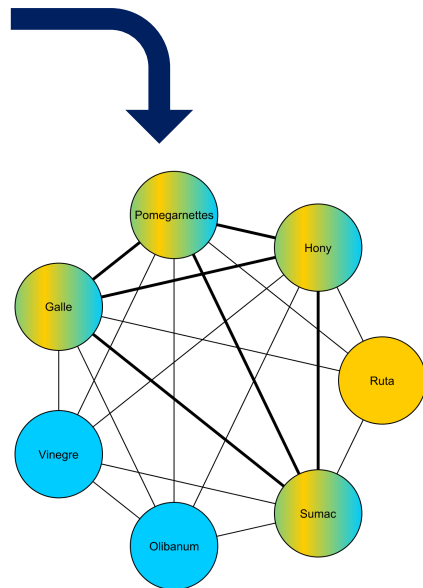 Pomegarnettes
Hony
Galle
Ruta
Vinegre
Sumac
Olibanum